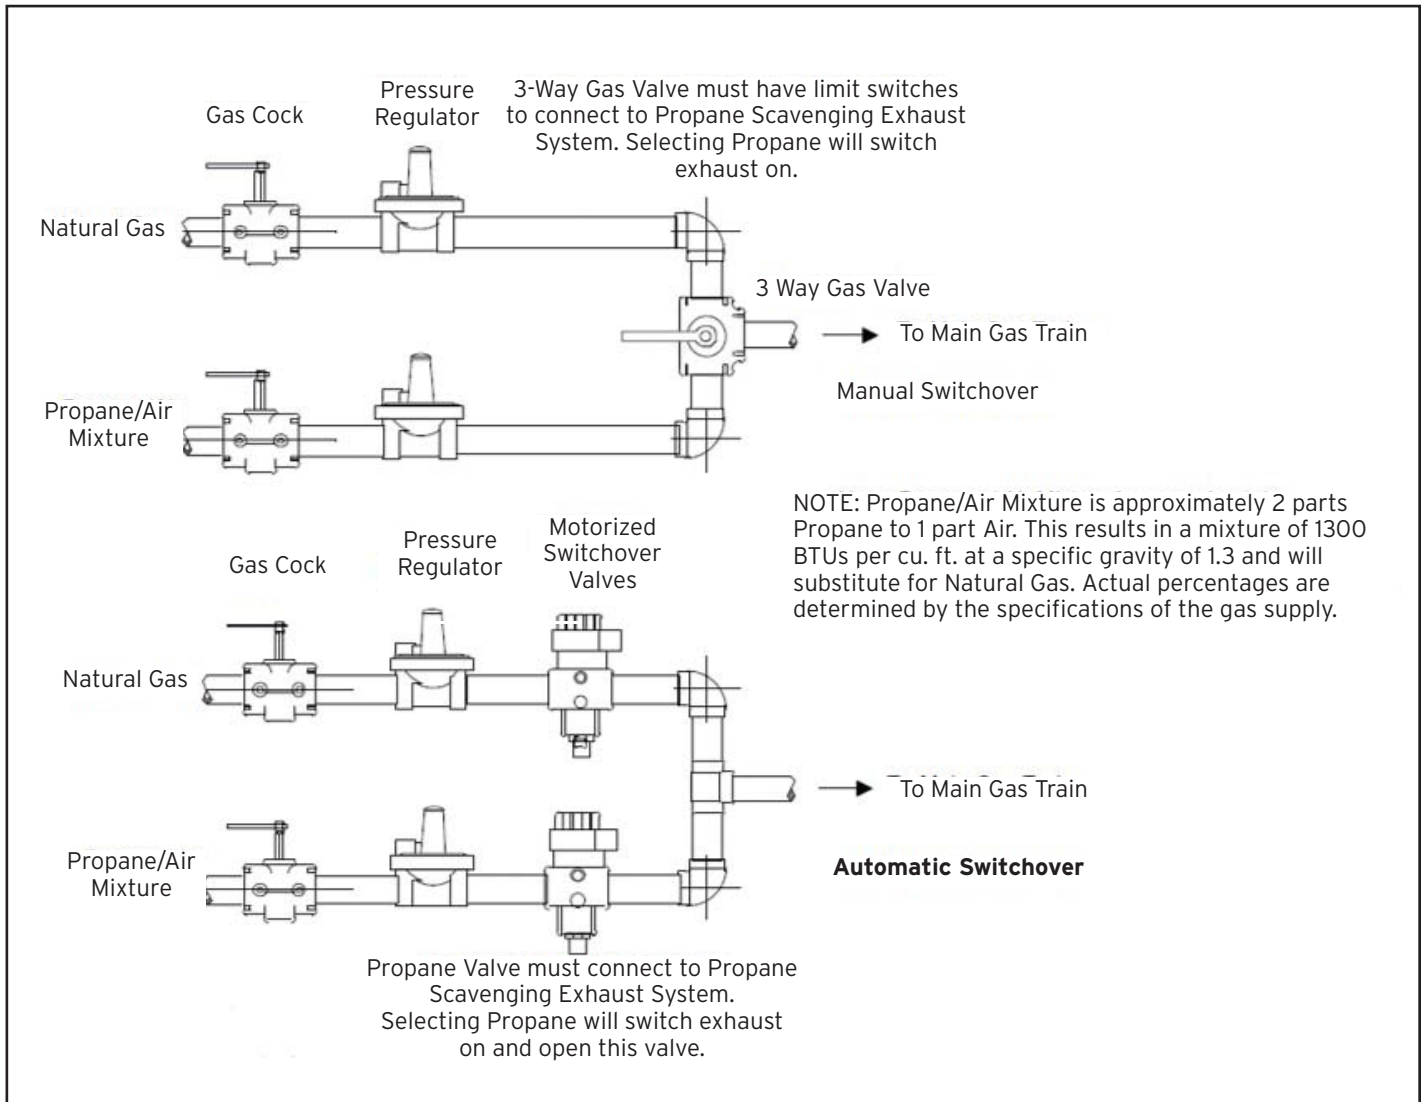 Gas Cock
Pressure
Regulator
3-Way Gas Valve must have limit switches
to connect to Propane Scavenging Exhaust
System. Selecting Propane will switch
exhaust on.
Natural Gas
3 Way Gas Valve
To Main Gas Train
Manual Switchover
Propane/Air
Mixture
NOTE: Propane/Air Mixture is approximately 2 parts
Propane to 1 part Air. This results in a mixture of 1300
BTUs per cu. ft. at a specific gravity of 1.3 and will
substitute for Natural Gas. Actual percentages are
determined by the specifications of the gas supply.
Gas Cock
Pressure
Regulator
Motorized
Switchover
Valves
Natural Gas
To Main Gas Train
Propane/Air
Mixture
Automatic Switchover
Propane Valve must connect to Propane
Scavenging Exhaust System.
Selecting Propane will switch exhaust
on and open this valve.